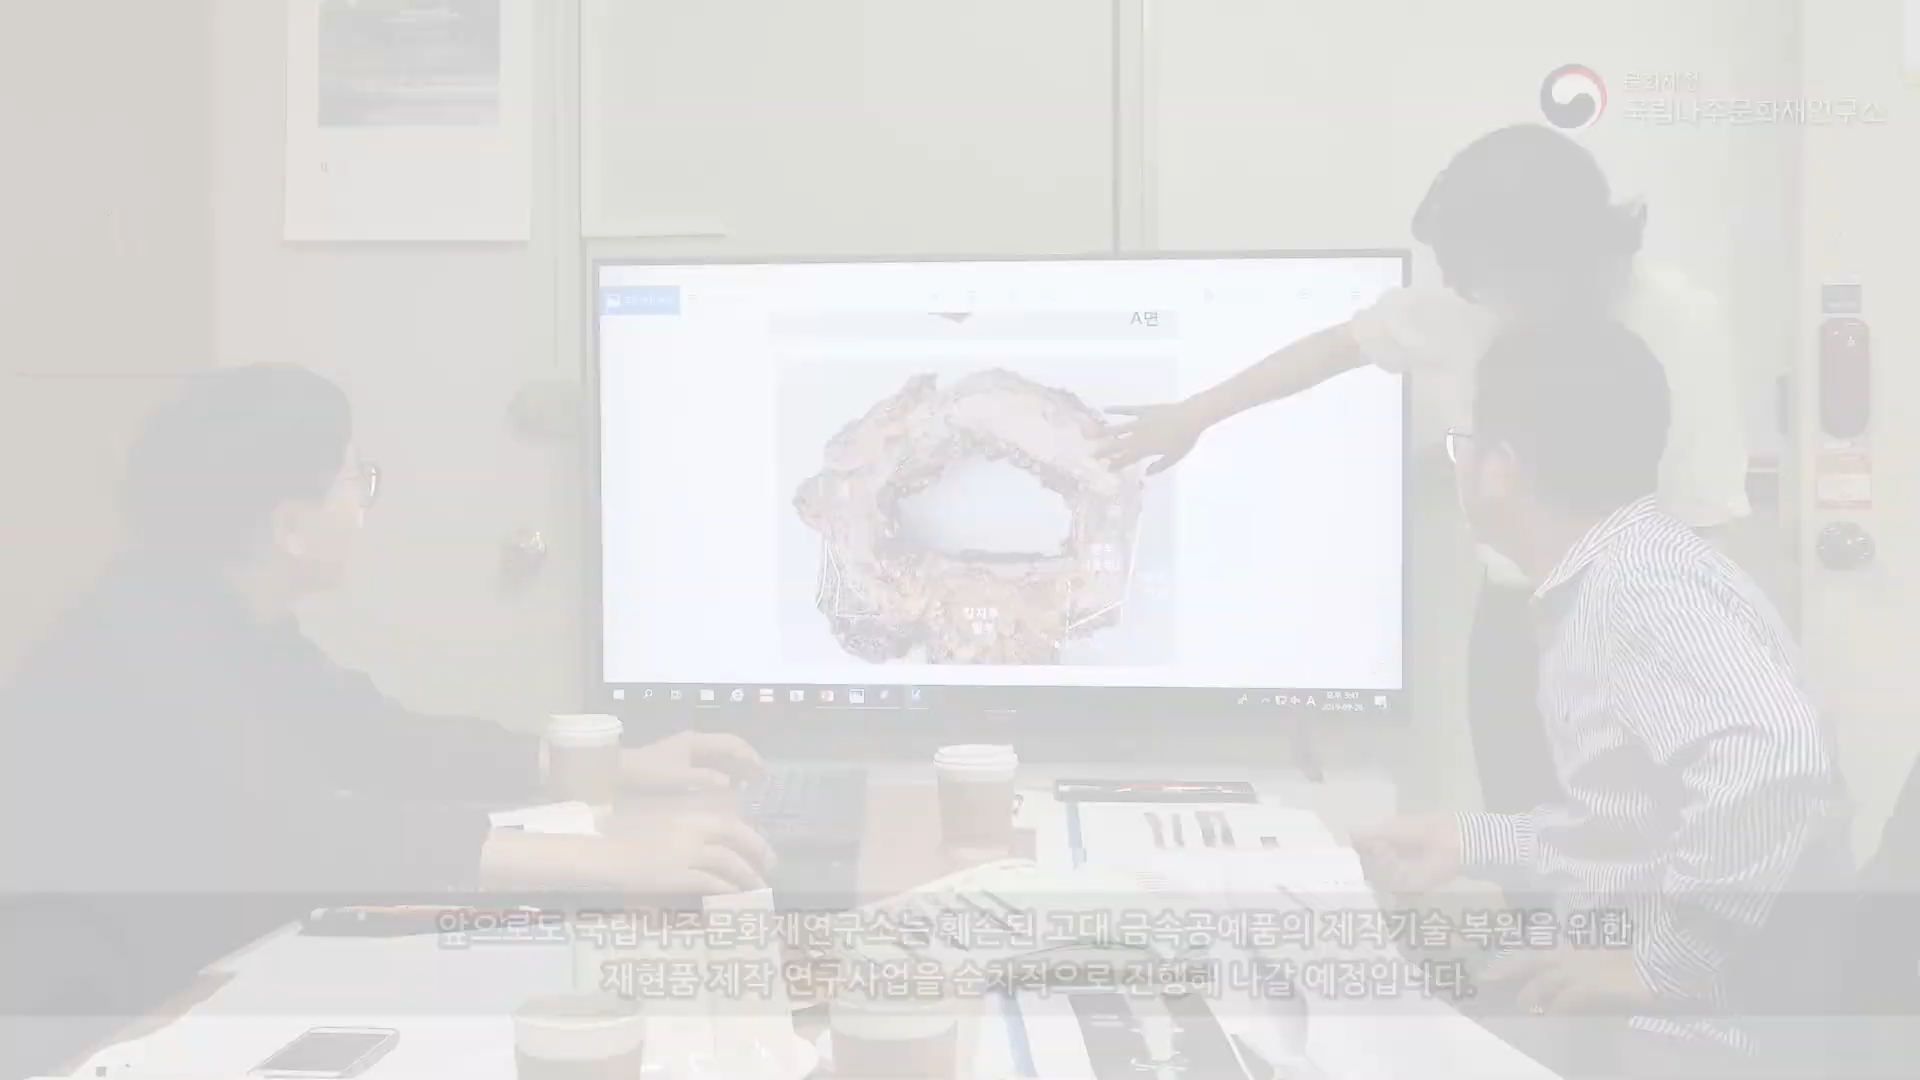 문화재청
국립나주문화재연구소
A면
2019-09-26
앞으로도 국립나주문화재연구소는 훼손된 고대 금속공예품의 제작기술 복원을 위한
재현품 제작 연구사업을 순차적으로 진행해 나갈 예정입니다.